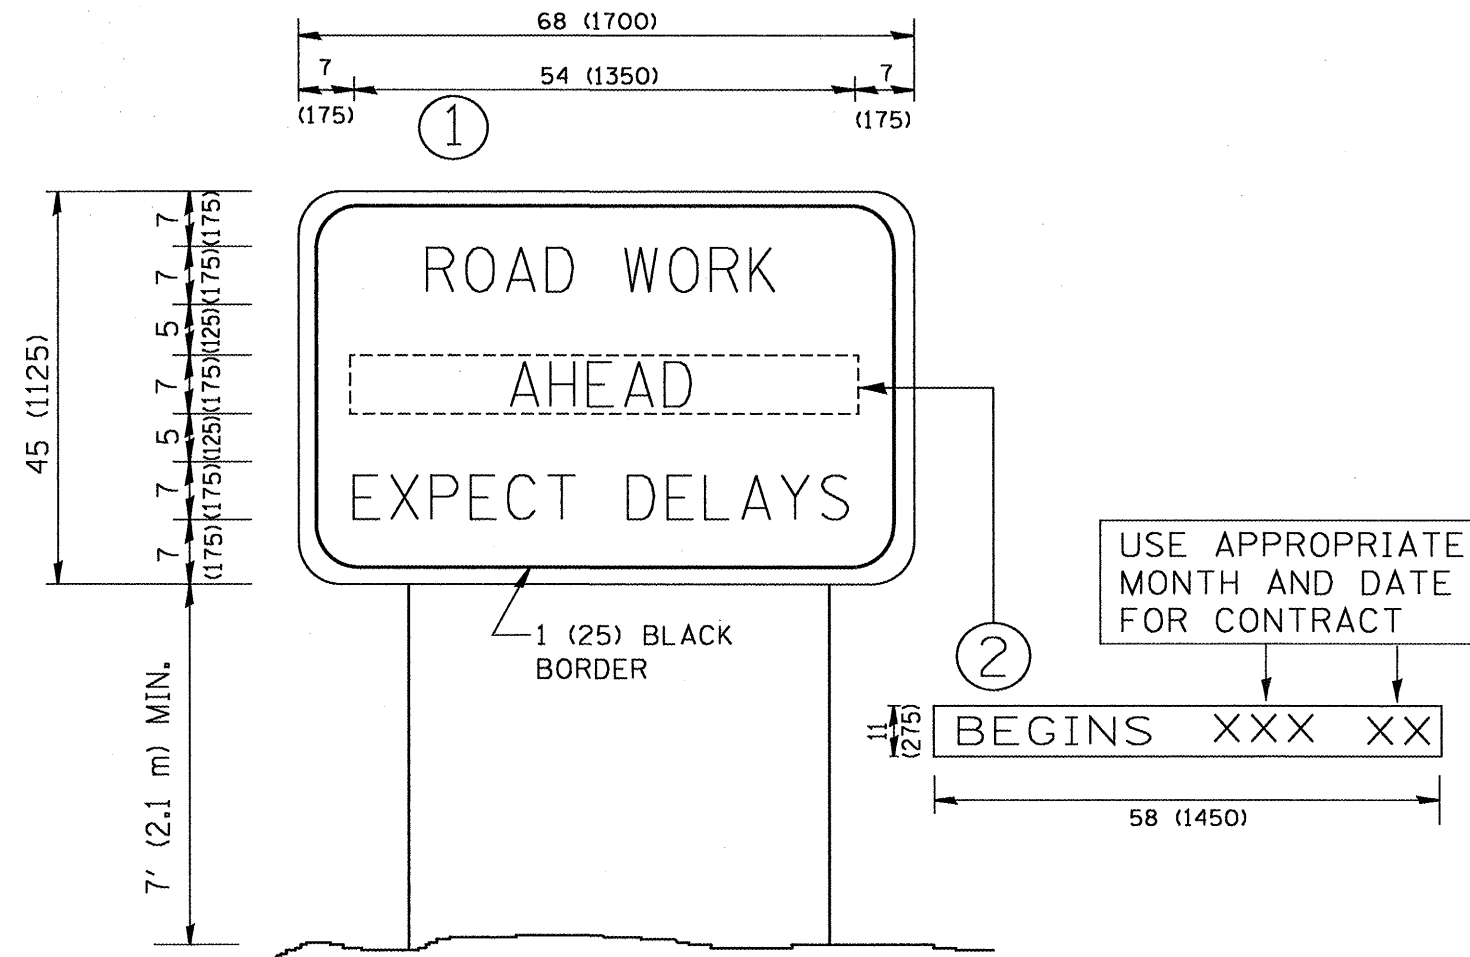 68 (1700)
7
54 (1350)
7
(175)
(175)
1
45 (1125)
7
(175)
7
(175)
5
(125)
7
(175)
5
(125)
7
(175)
7
(175)
ROAD WORK
AHEAD
EXPECT DELAYS
1 (25) BLACK
BORDER
7' (2.1 m) MIN.
2
USE APPROPRIATE
MONTH AND DATE
FOR CONTRACT
11
(275)
BEGINS XXX XX
58 (1450)